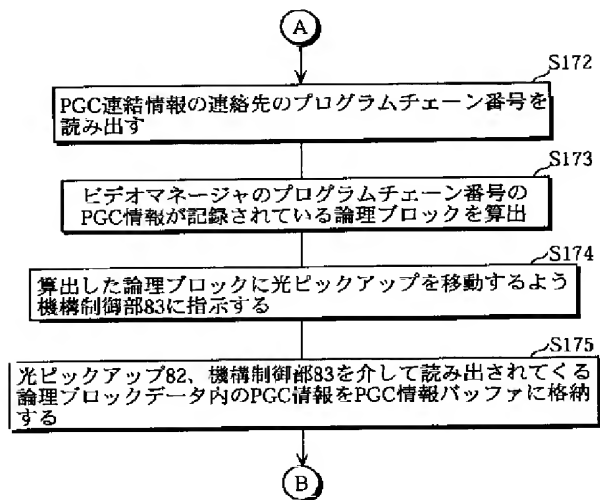 A
S172
PGC連結情報の連絡先のプログラムチェーン番号を
読み出す
S173
ビデオマネージャのプログラムチェーン番号の
PGC情報が記録されている論理ブロックを算出
S174
算出した論理ブロックに光ピックアップを移動するよう
機構制御部83に指示する
S175
光ピックアップ82、機構制御部83を介して読み出されてくる
論理ブロックデータ内のPGC情報をPGC情報バッファに格納
する
B